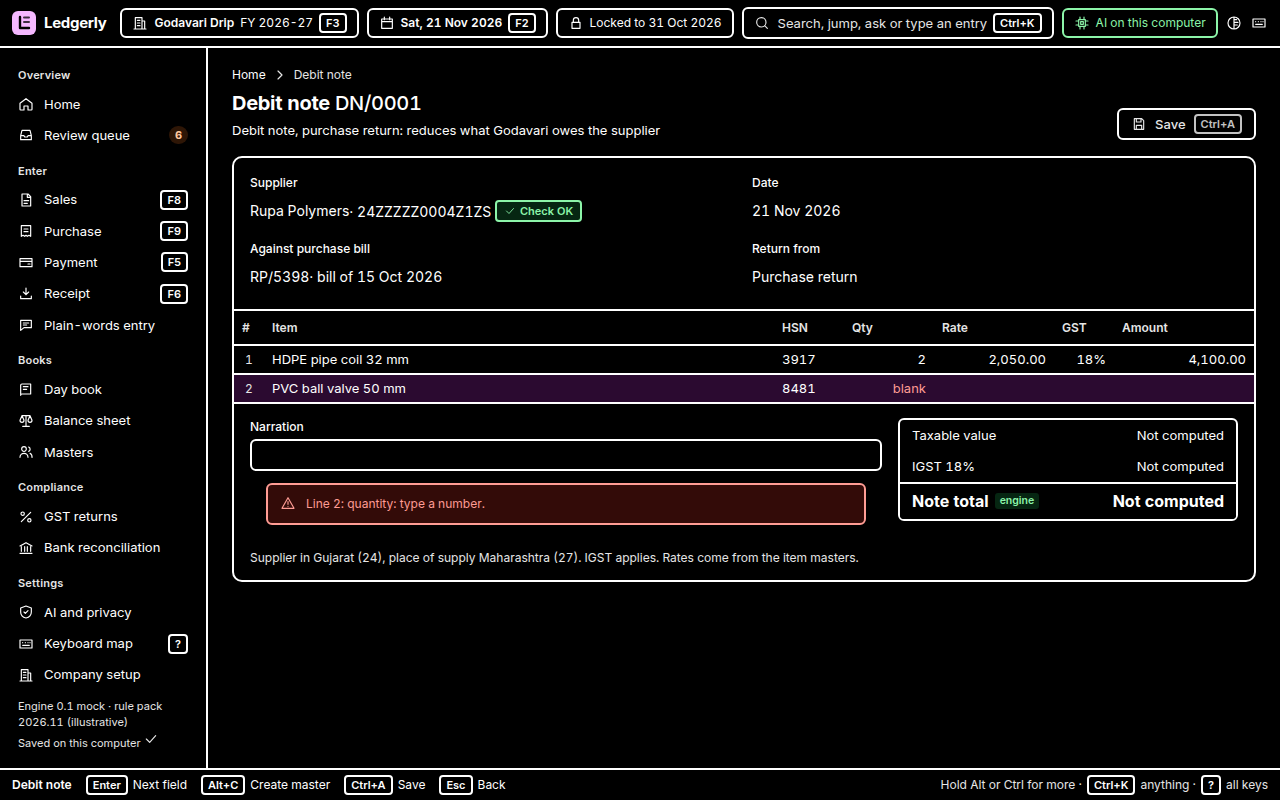 Ledgerly
Godavari Drip FY 2026-27 F3
Sat, 21 Nov 2026 F2
Locked to 31 Oct 2026
Search, jump, ask or type an entry Ctrl+K
AI on this computer
Overview
Home
Review queue 6
Enter
Sales F8
Purchase F9
Payment F5
Receipt F6
Plain-words entry
Books
Day book
Balance sheet
Masters
Compliance
GST returns
Bank reconciliation
Settings
AI and privacy
Keyboard map ?
Company setup
Engine 0.1 mock · rule pack
2026.11 (illustrative)
Saved on this computer
Home Debit note
Debit note DN/0001
Debit note, purchase return: reduces what Godavari owes the supplier
Save Ctrl+A
Supplier
Rupa Polymers· 24ZZZZZ0004Z1ZS Check OK
Date
21 Nov 2026
Against purchase bill
RP/5398· bill of 15 Oct 2026
Return from
Purchase return
# Item HSN Qty Rate GST Amount
1 HDPE pipe coil 32 mm 3917 2 2,050.00 18% 4,100.00
2 PVC ball valve 50 mm 8481 blank
Narration
Line 2: quantity: type a number.
Taxable value Not computed
IGST 18% Not computed
Note total engine Not computed
Supplier in Gujarat (24), place of supply Maharashtra (27). IGST applies. Rates come from the item masters.
Debit note Enter Next field Alt+C Create master Ctrl+A Save Esc Back
Hold Alt or Ctrl for more · Ctrl+K anything · ? all keys